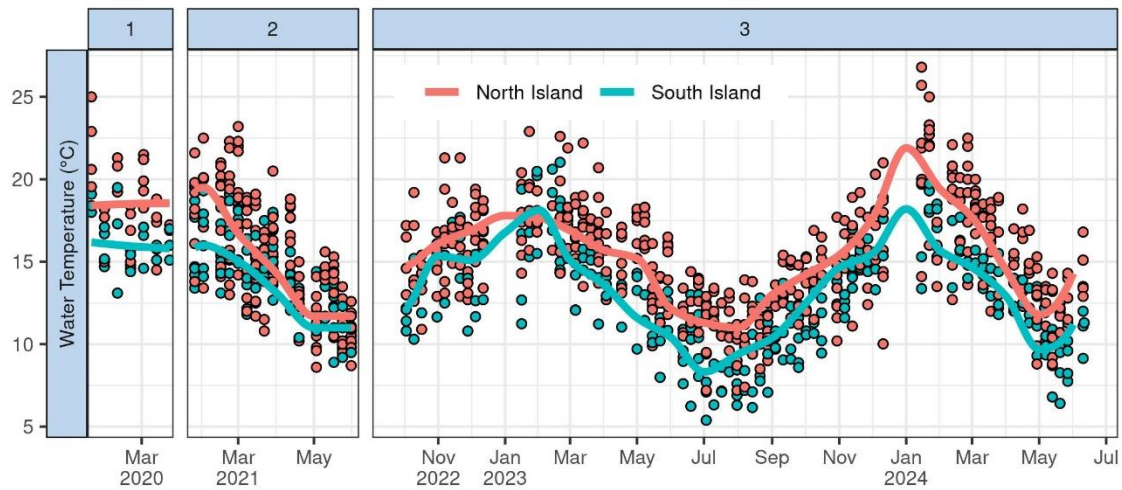 1 2 3
North Island South Island
Water Temperature (°C)
25
20
15
10
5
Mar Mar May Nov Jan Mar May Jul Sep Nov Jan Mar May Jul
2020 2021 2022 2023 2024